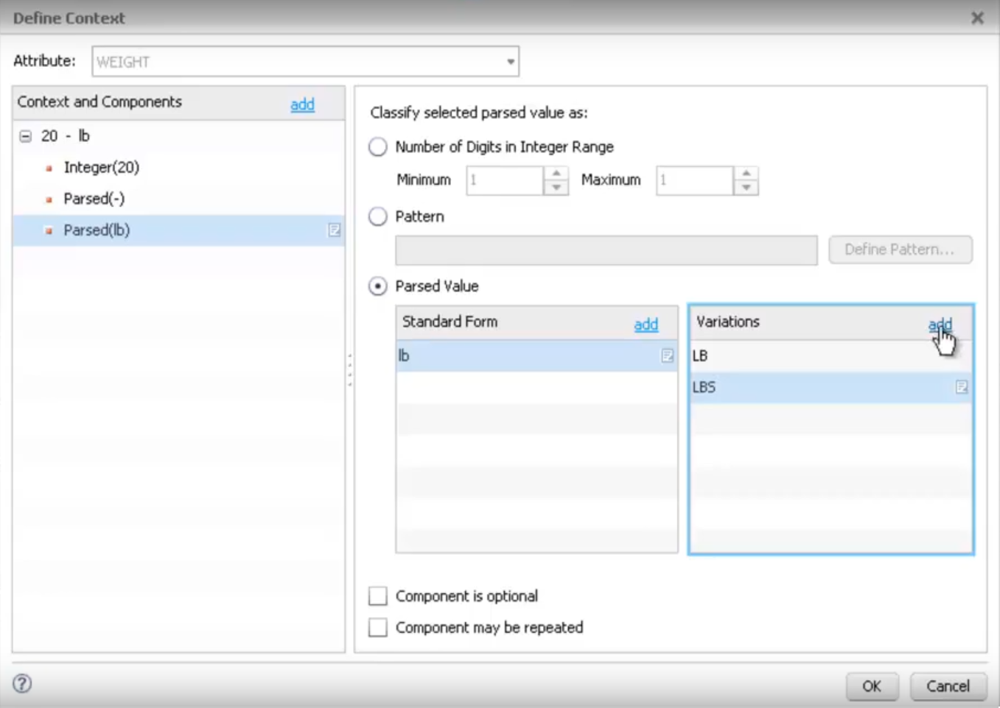 Define Context
Attribute: WEIGHT
Context and Components add
20 - lb
Integer(20)
Parsed(-)
Parsed(lb)
Classify selected parsed value as:
Number of Digits in Integer Range
Minimum 1 Maximum 1
Pattern
Define Pattern...
Parsed Value
Standard Form add
lb
Variations add
LB
LBS
Component is optional
Component may be repeated
? OK Cancel